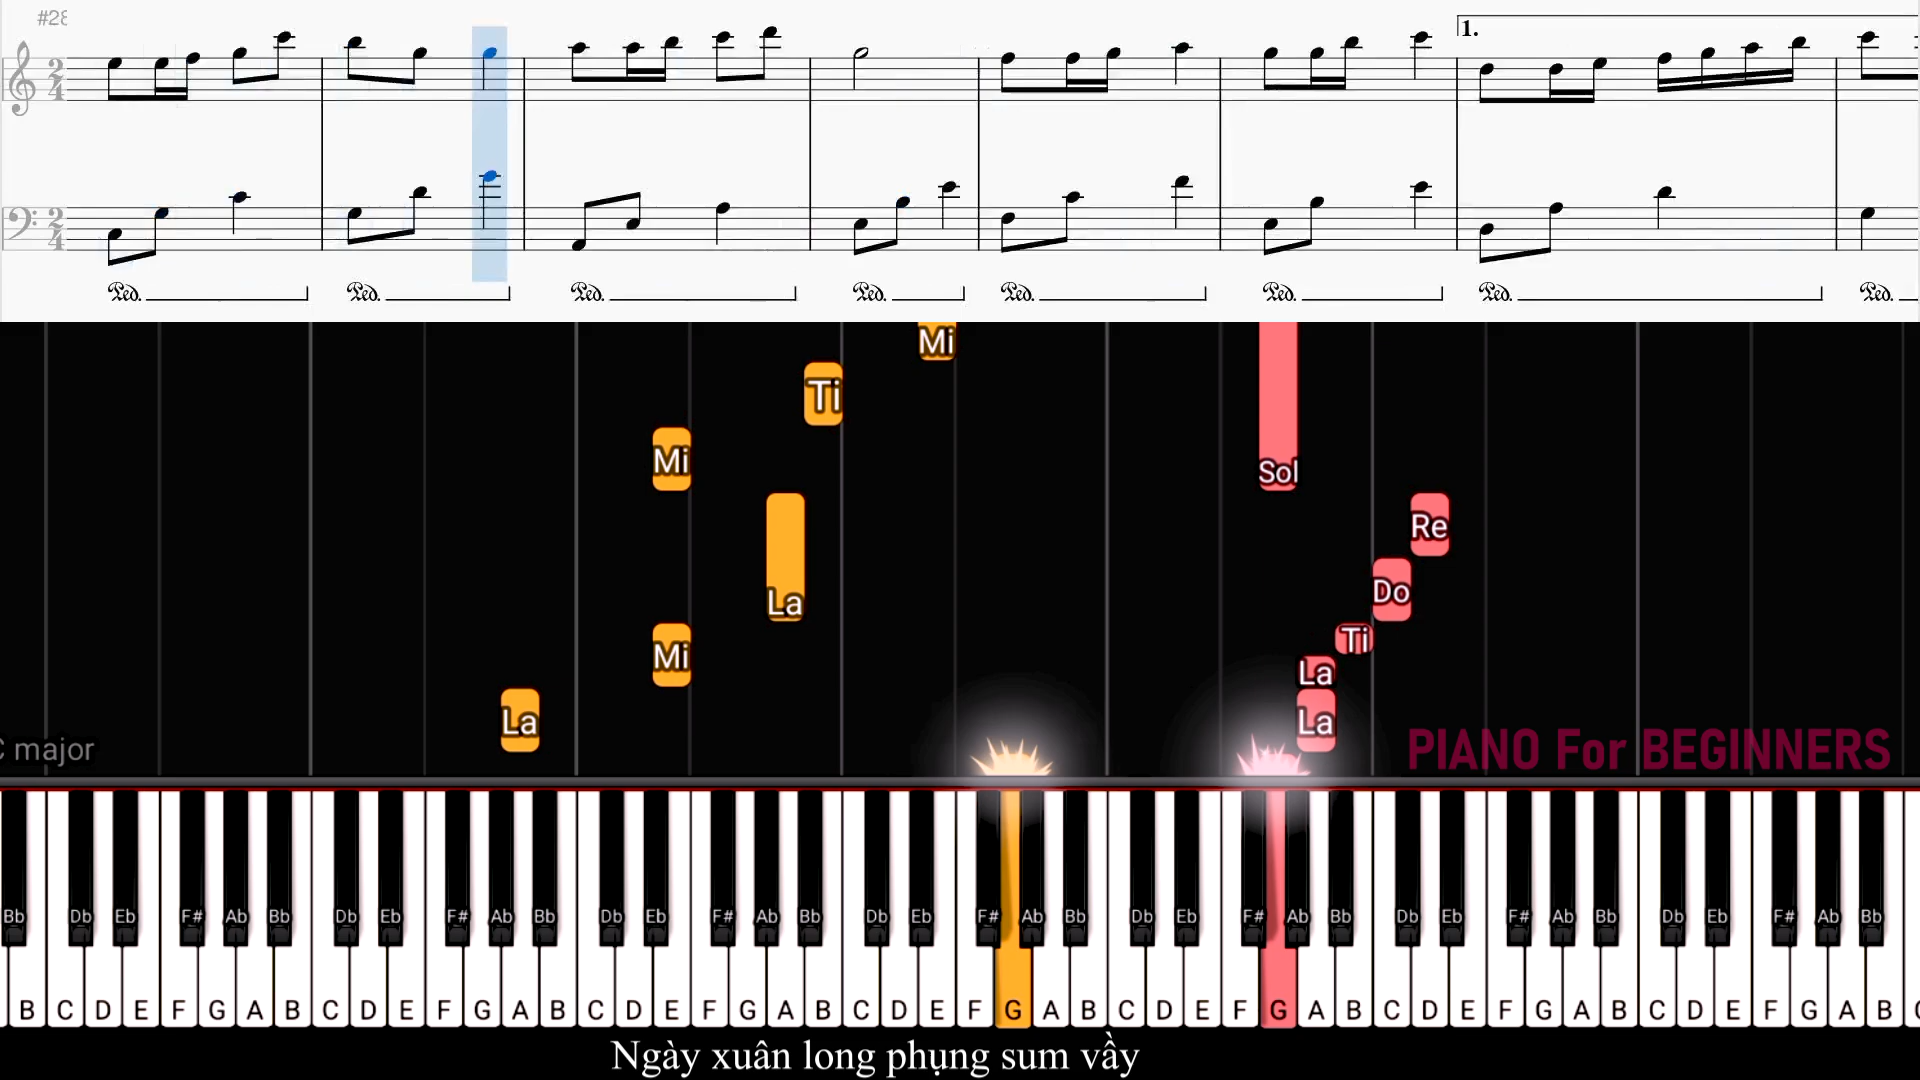 #28
1.
Mi
Ti
Mi
Sol
Re
La
Do
Mi
Ti
La
La
La
C major
PIANO For BEGINNERS
Bb Db Eb F# Ab Bb Db Eb F# Ab Bb Db Eb F# Ab Bb Db Eb F# Ab Bb Db Eb F# Ab Bb Db Eb F# Ab Bb Db Eb F# Ab Bb
B C D E F G A B C D E F G A B C D E F G A B C D E F G A B C D E F G A B C D E F G A B C D E F G A B C
Ngày xuân long phụng sum vầy